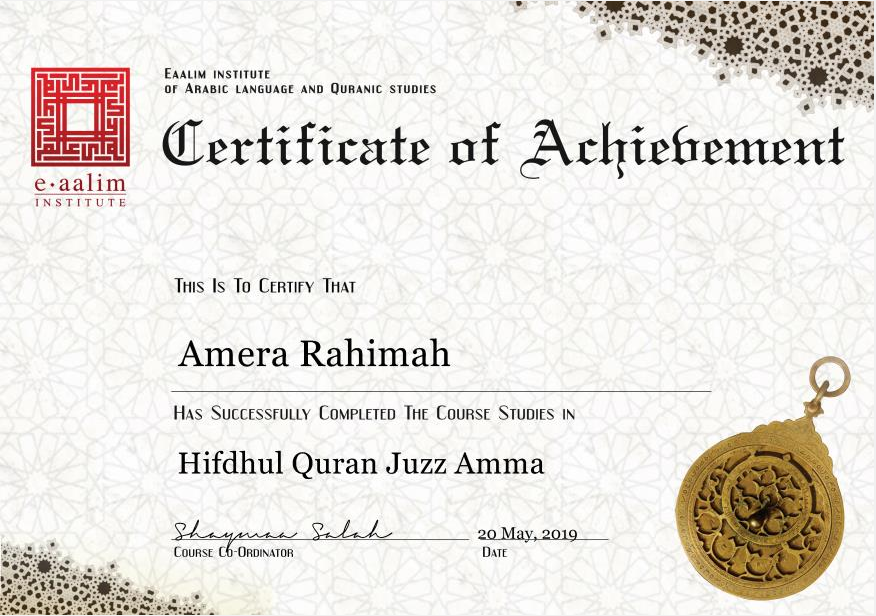 Eaalim institute
of Arabic language and Quranic studies
Certificate of Achievement
e·aalim
INSTITUTE
This Is To Certify That
Amera Rahimah
Has Successfully Completed The Course Studies in
Hifdhul Quran Juzz Amma
Shaymaa Salah
20 May, 2019
Course Co-Ordinator
Date